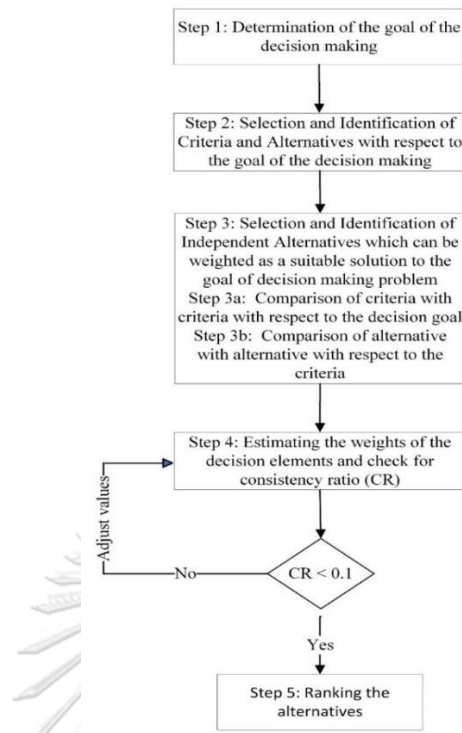 Step 1: Determination of the goal of the
decision making
Step 2: Selection and Identification of
Criteria and Alternatives with respect to
the goal of the decision making
Step 3: Selection and Identification of
Independent Alternatives which can be
weighted as a suitable solution to the
goal of decision making problem
Step 3a: Comparison of criteria with
criteria with respect to the decision goal
Step 3b: Comparison of alternative
with alternative with respect to the
criteria
Step 4: Estimating the weights of the
decision elements and check for
consistency ratio (CR)
Adjust values
No
CR < 0.1
Yes
Step 5: Ranking the
alternatives